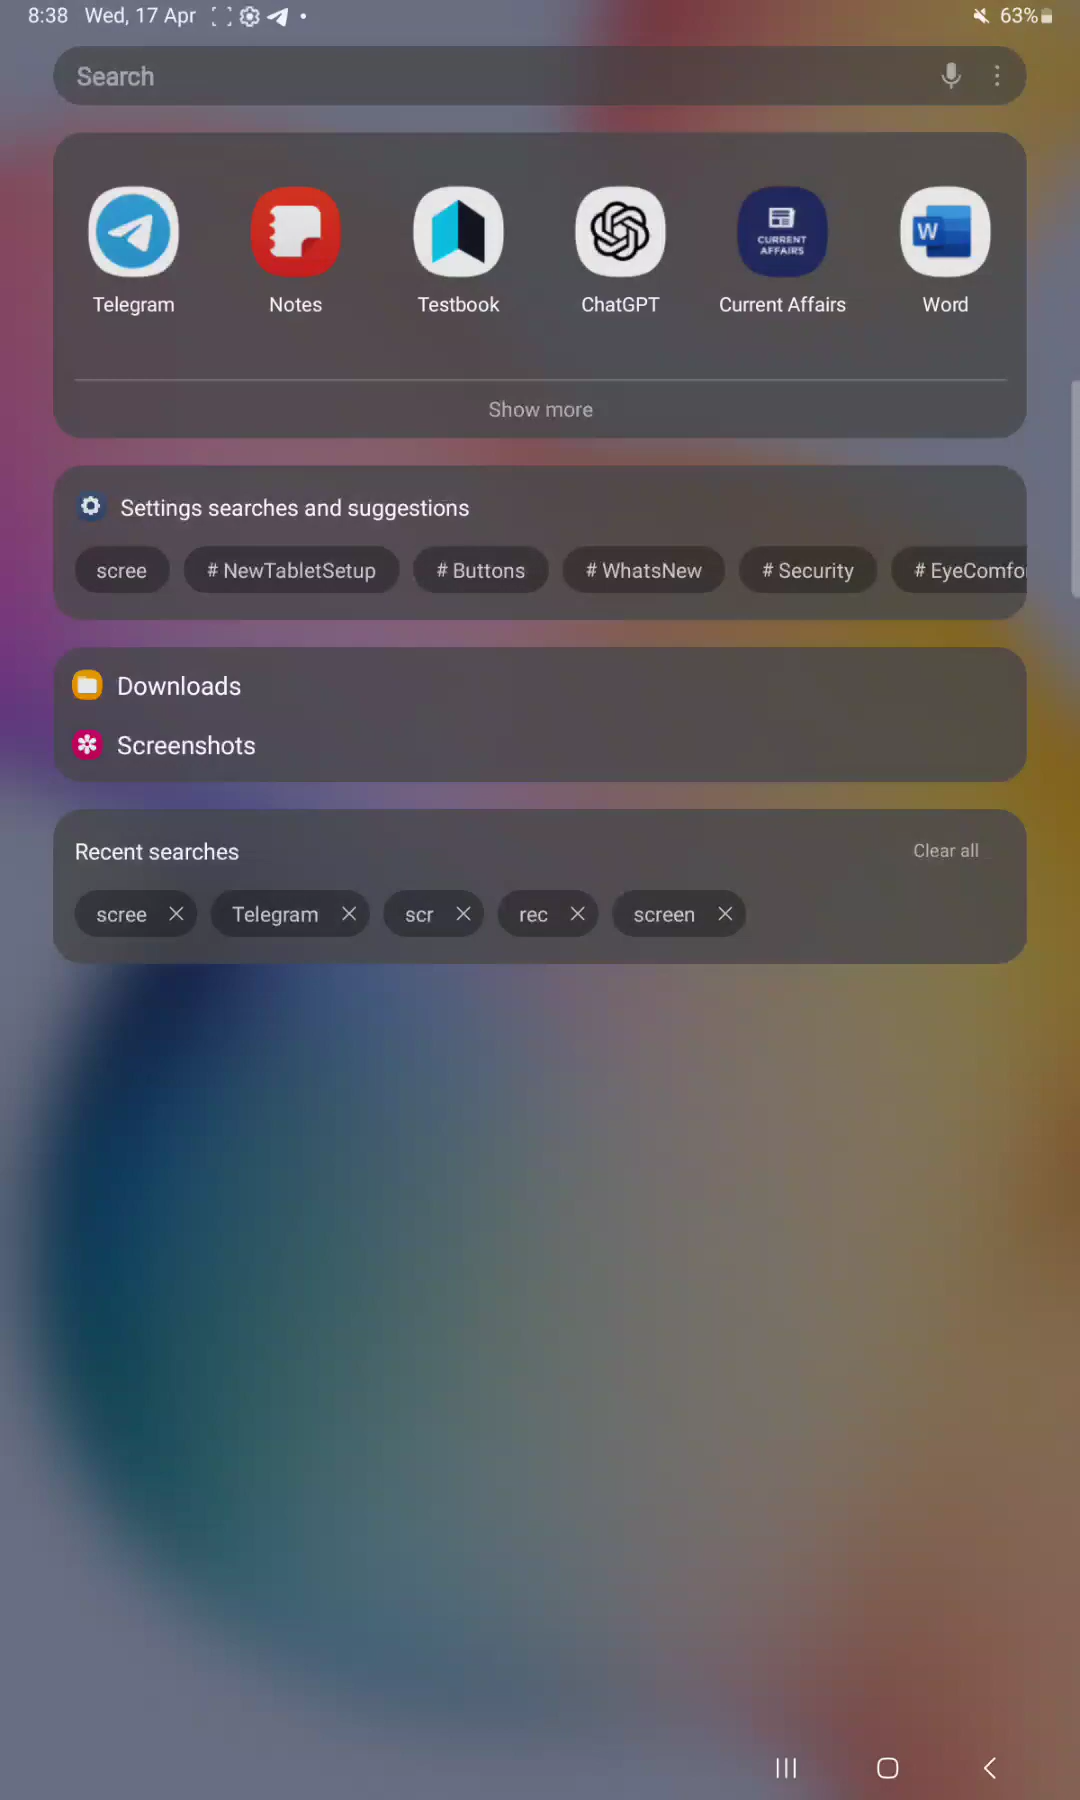 8:38 Wed, 17 Apr 63%
Search
CURRENT
AFFAIRS
W
Telegram Notes Testbook ChatGPT Current Affairs Word
Show more
Settings searches and suggestions
scree # NewTabletSetup # Buttons # WhatsNew # Security # EyeComfo
Downloads
Screenshots
Recent searches Clear all
scree Telegram scr rec screen